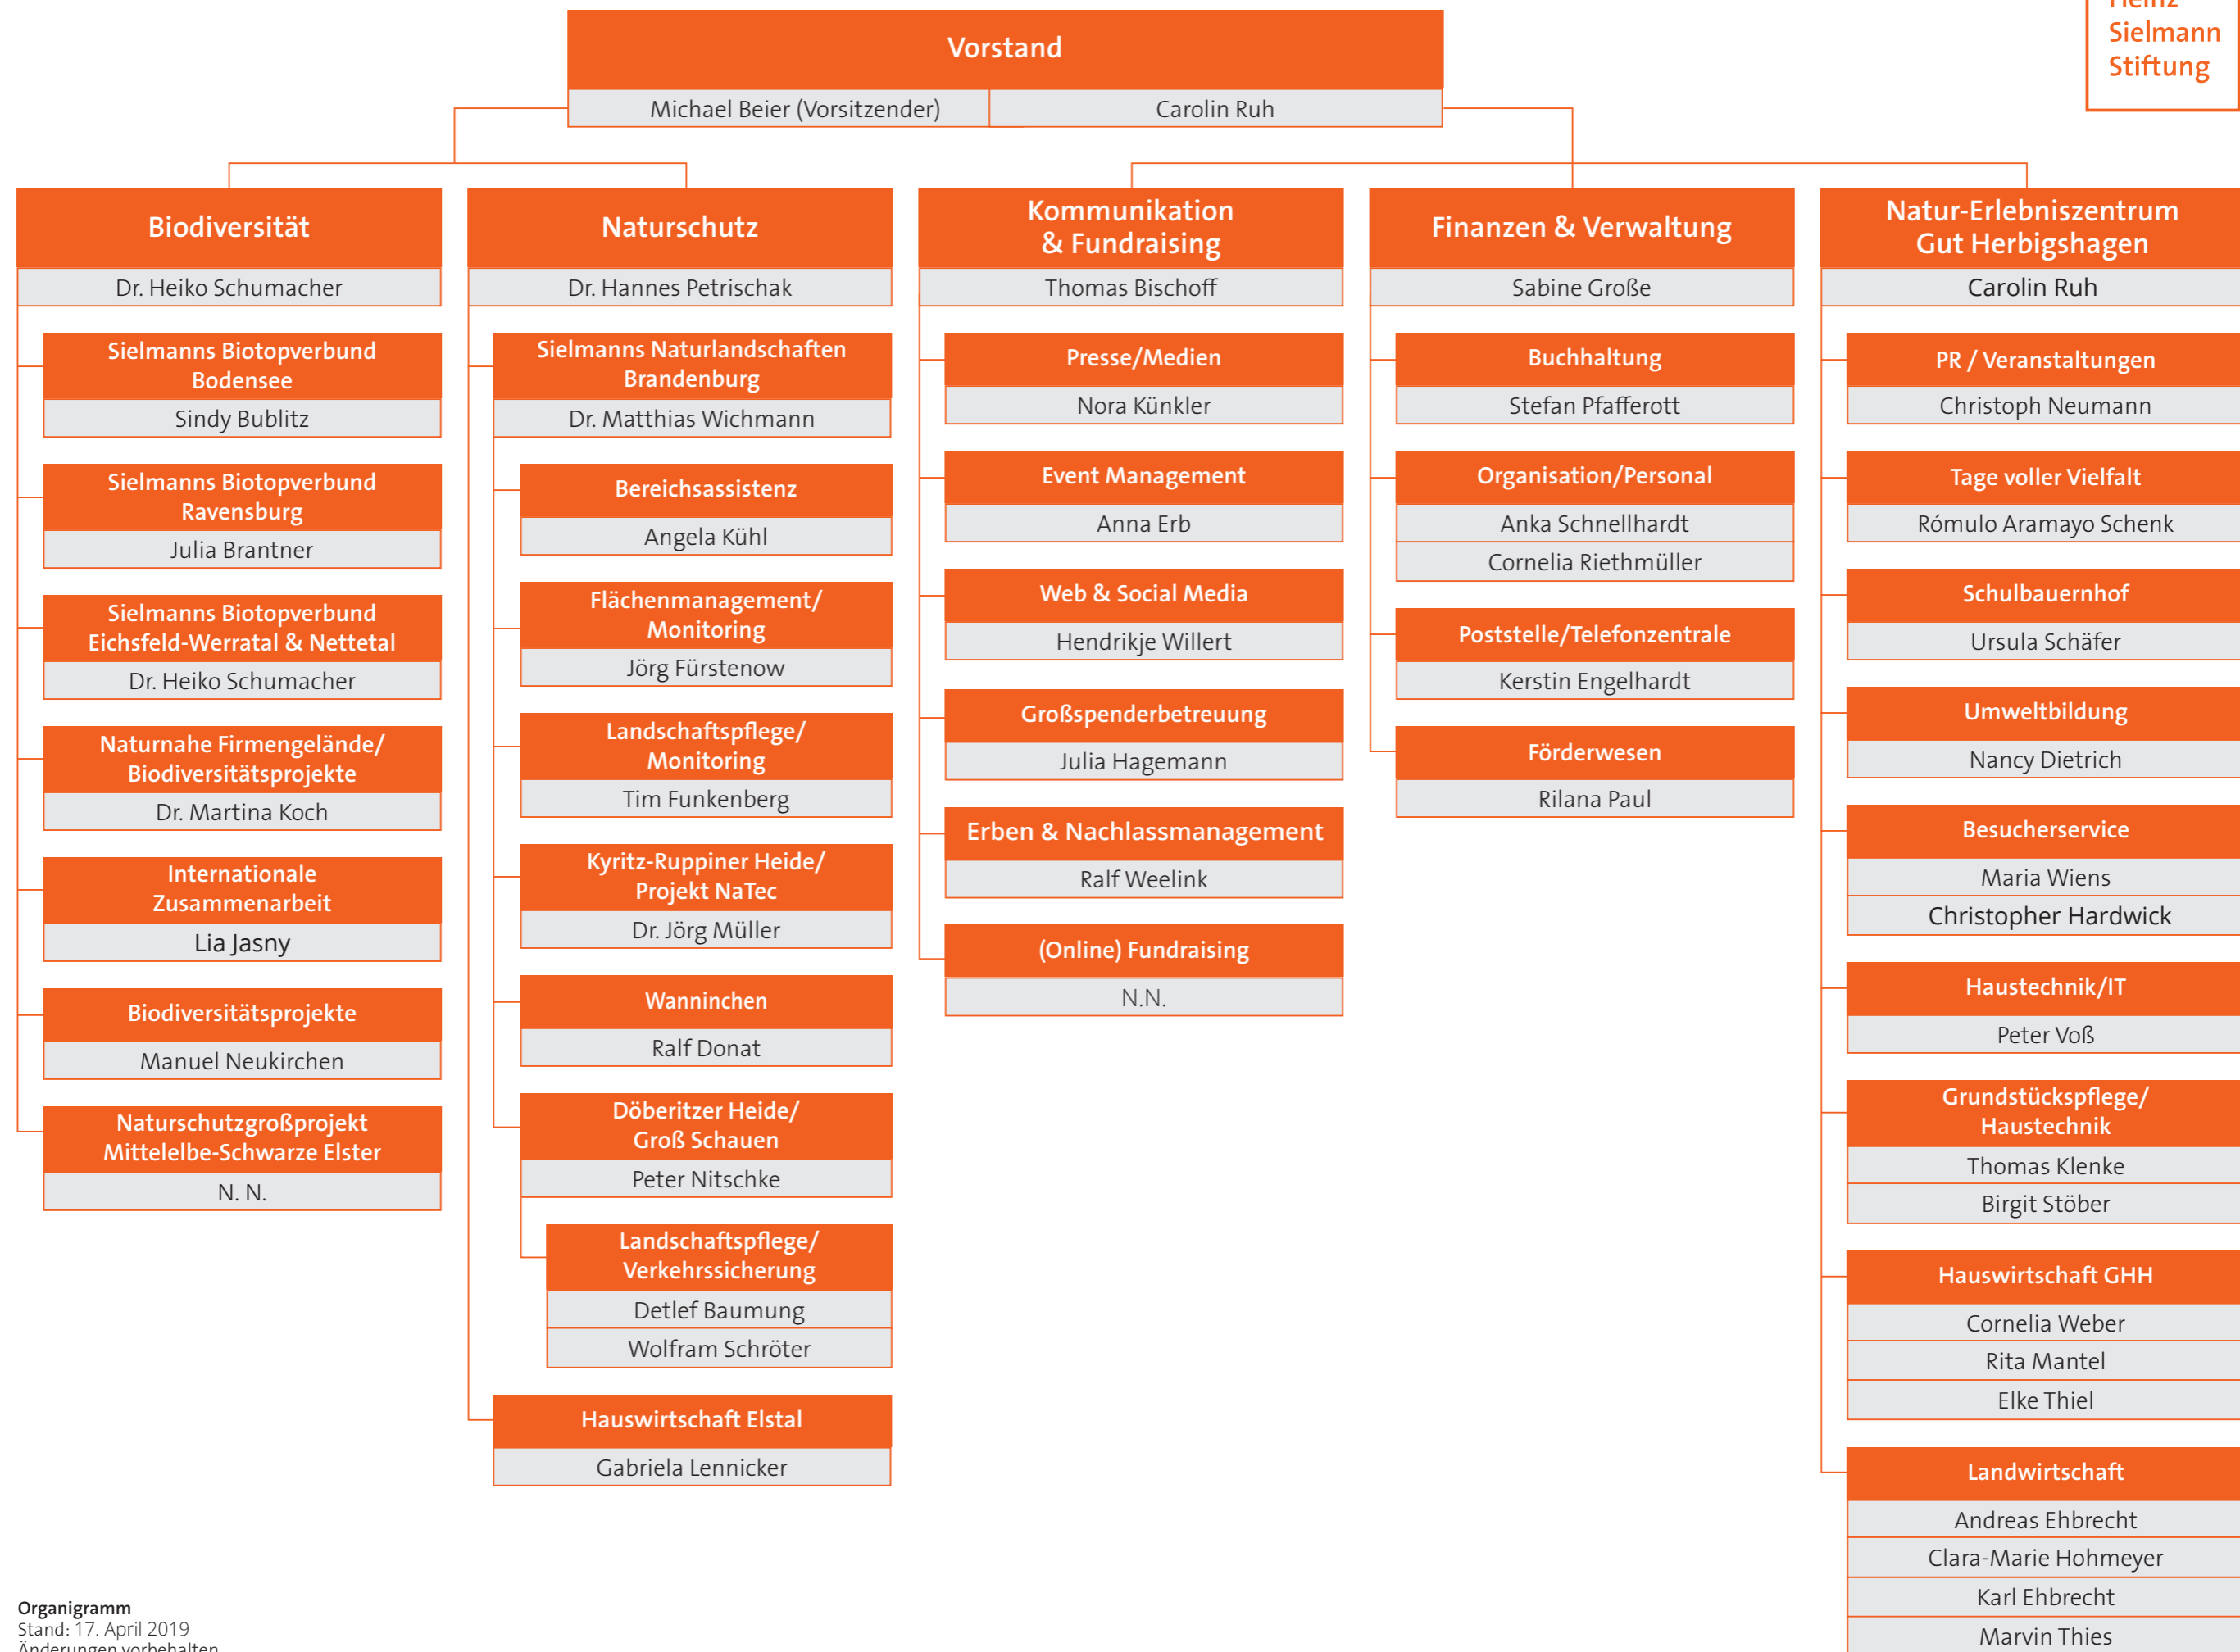 Heinz
Sielmann
Stiftung
Vorstand
Michael Beier (Vorsitzender)
Carolin Ruh
Biodiversität
Dr. Heiko Schumacher
Sielmanns Biotopverbund
Bodensee
Sindy Bublitz
Sielmanns Biotopverbund
Ravensburg
Julia Brantner
Sielmanns Biotopverbund
Eichsfeld-Werratal & Nettetal
Dr. Heiko Schumacher
Naturnahe Firmengelände/
Biodiversitätsprojekte
Dr. Martina Koch
Internationale
Zusammenarbeit
Lia Jasny
Biodiversitätsprojekte
Manuel Neukirchen
Naturschutzgroßprojekt
Mittelelbe-Schwarze Elster
N. N.
Naturschutz
Dr. Hannes Petrischak
Sielmanns Naturlandschaften
Brandenburg
Dr. Matthias Wichmann
Bereichsassistenz
Angela Kühl
Flächenmanagement/
Monitoring
Jörg Fürstenow
Landschaftspflege/
Monitoring
Tim Funkenberg
Kyritz-Ruppiner Heide/
Projekt NaTec
Dr. Jörg Müller
Wanninchen
Ralf Donat
Döberitzer Heide/
Groß Schauen
Peter Nitschke
Landschaftspflege/
Verkehrssicherung
Detlef Baumung
Wolfram Schröter
Hauswirtschaft Elstal
Gabriela Lennicker
Kommunikation
& Fundraising
Thomas Bischoff
Presse/Medien
Nora Künkler
Event Management
Anna Erb
Web & Social Media
Hendrikje Willert
Großspenderbetreuung
Julia Hagemann
Erben & Nachlassmanagement
Ralf Weelink
(Online) Fundraising
N.N.
Finanzen & Verwaltung
Sabine Große
Buchhaltung
Stefan Pfafferott
Organisation/Personal
Anka Schnellhardt
Cornelia Riethmüller
Poststelle/Telefonzentrale
Kerstin Engelhardt
Förderwesen
Rilana Paul
Natur-Erlebniszentrum
Gut Herbigshagen
Carolin Ruh
PR / Veranstaltungen
Christoph Neumann
Tage voller Vielfalt
Rómulo Aramayo Schenk
Schulbauernhof
Ursula Schäfer
Umweltbildung
Nancy Dietrich
Besucherservice
Maria Wiens
Christopher Hardwick
Haustechnik/IT
Peter Voß
Grundstückspflege/
Haustechnik
Thomas Klenke
Birgit Stöber
Hauswirtschaft GHH
Cornelia Weber
Rita Mantel
Elke Thiel
Landwirtschaft
Andreas Ehbrecht
Clara-Marie Hohmeyer
Karl Ehbrecht
Marvin Thies
Organigramm
Stand: 17. April 2019
Änderungen vorbehalten